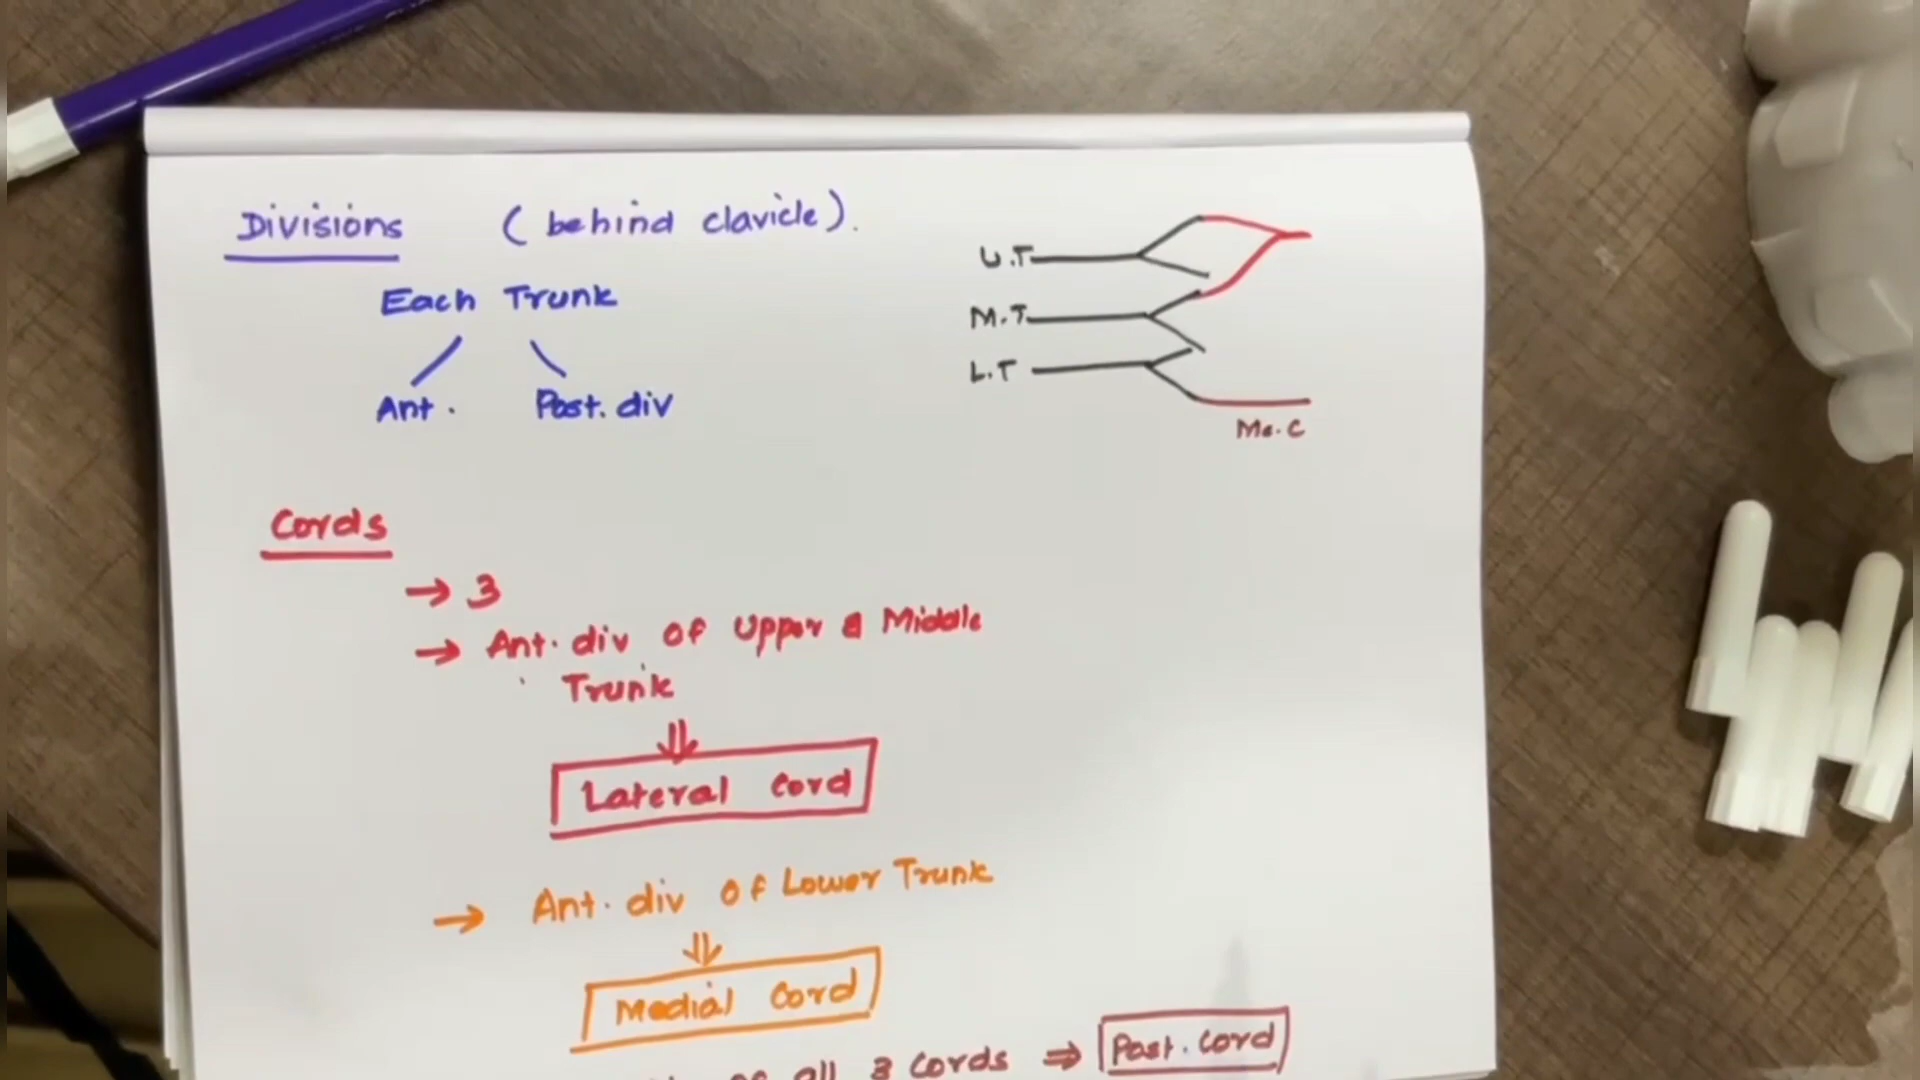 Divisions (behind clavicle).
Each Trunk
Ant. Post. div
U.T
M.T
L.T
Me. C
Cords
→ 3
→ Ant. div of Upper & Middle
Trunk
⇓
Lateral Cord
→ Ant. div of Lower Trunk
⇓
Medial Cord
of all 3 Cords ⇒ Post. Cord